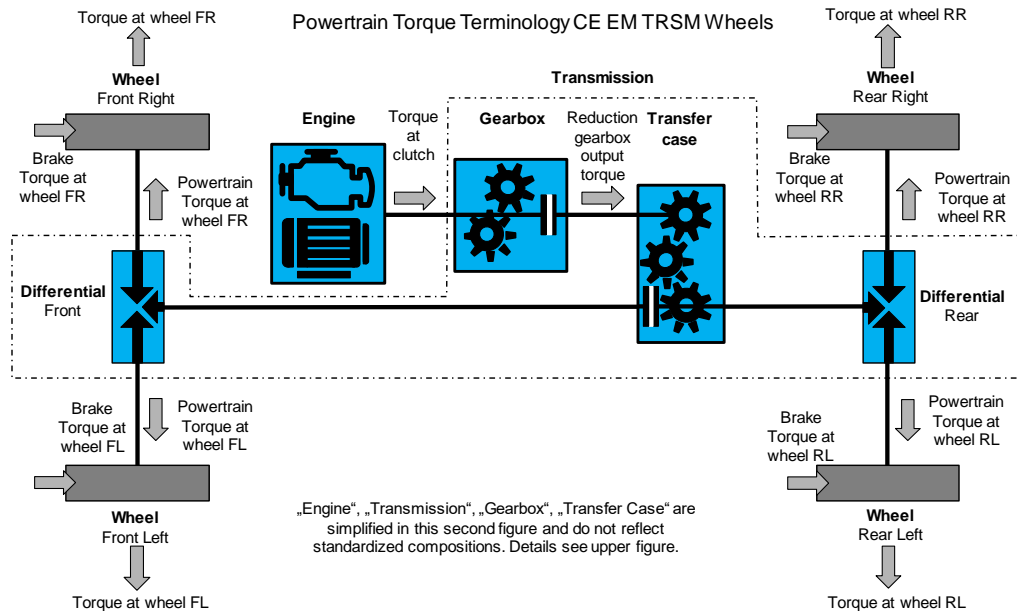 Torque at wheel FR
Powertrain Torque Terminology CE EM TRSM Wheels
Torque at wheel RR
Wheel
Front Right
Transmission
Wheel
Rear Right
Engine
Torque
at
clutch
Gearbox
Reduction
gearbox
output
torque
Transfer
case
Brake
Torque at
wheel FR
Powertrain
Torque at
wheel FR
Brake
Torque at
wheel RR
Powertrain
Torque at
wheel RR
Differential
Front
Differential
Rear
Brake
Torque at
wheel FL
Powertrain
Torque at
wheel FL
Brake
Torque at
wheel RL
Powertrain
Torque at
wheel RL
Wheel
Front Left
„Engine“, „Transmission“, „Gearbox“, „Transfer Case“ are
simplified in this second figure and do not reflect
standardized compositions. Details see upper figure.
Wheel
Rear Left
Torque at wheel FL
Torque at wheel RL